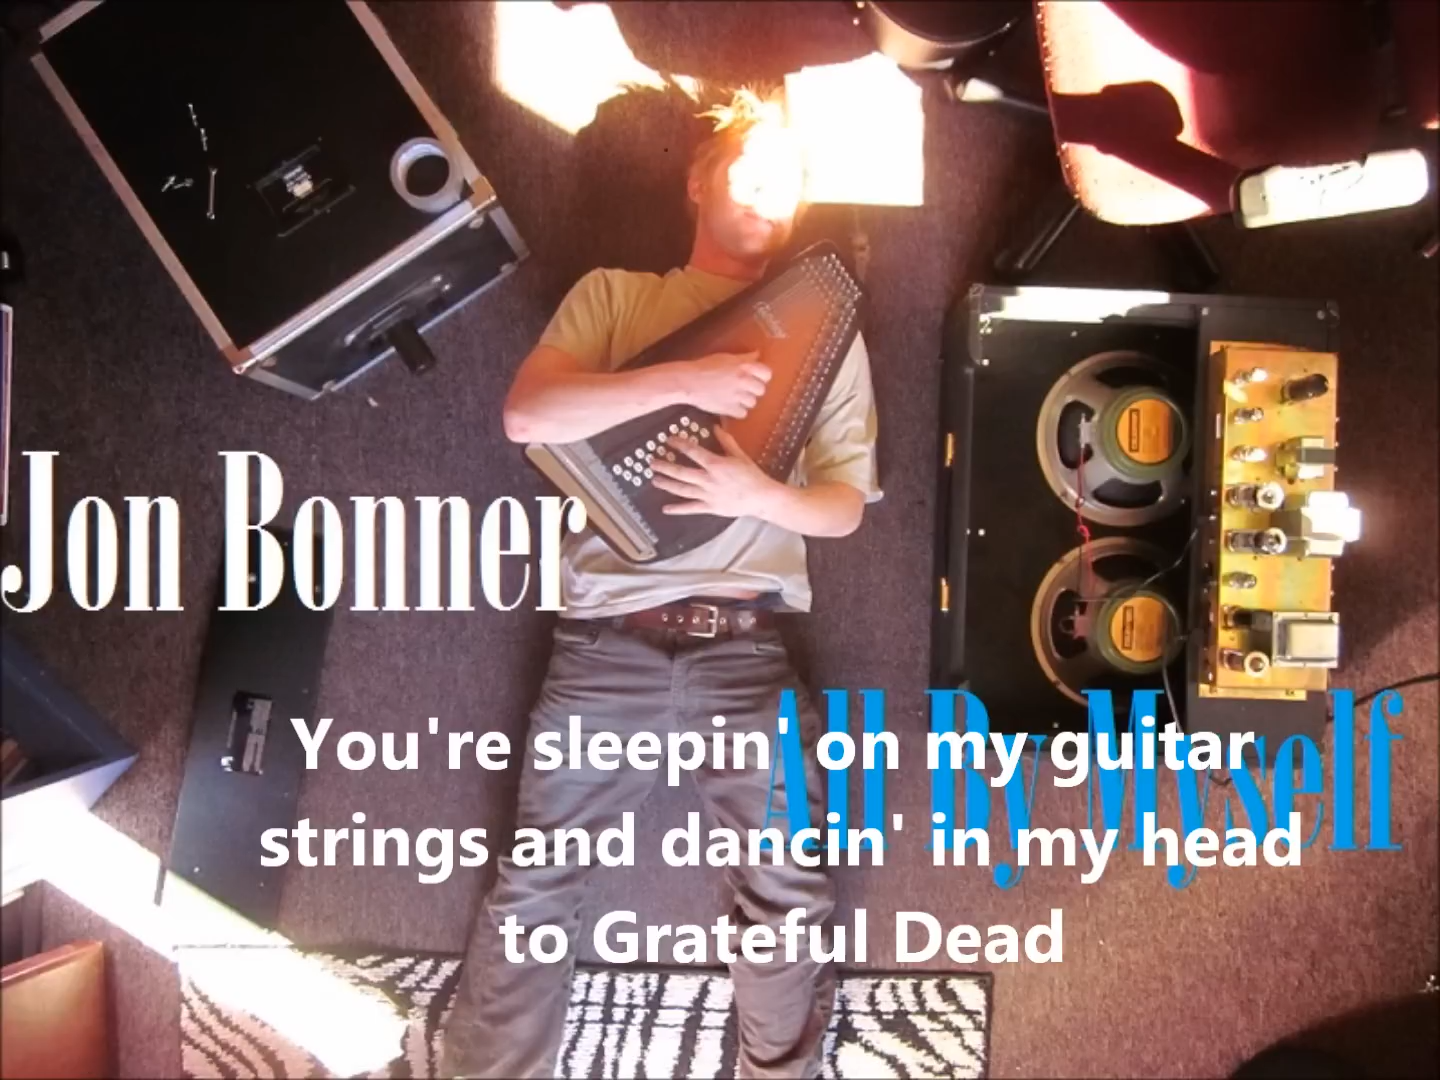 Jon Bonner
All By Myself
You're sleepin' on my guitar
strings and dancin' in my head
to Grateful Dead